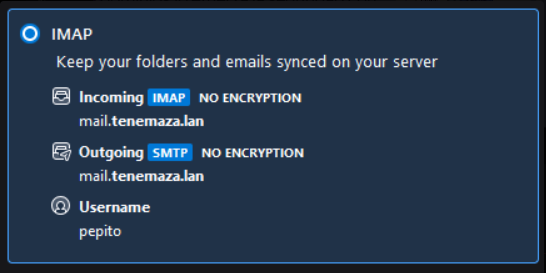 IMAP
Keep your folders and emails synced on your server
Incoming IMAP NO ENCRYPTION
mail.tenemaza.lan
Outgoing SMTP NO ENCRYPTION
mail.tenemaza.lan
Username
pepito